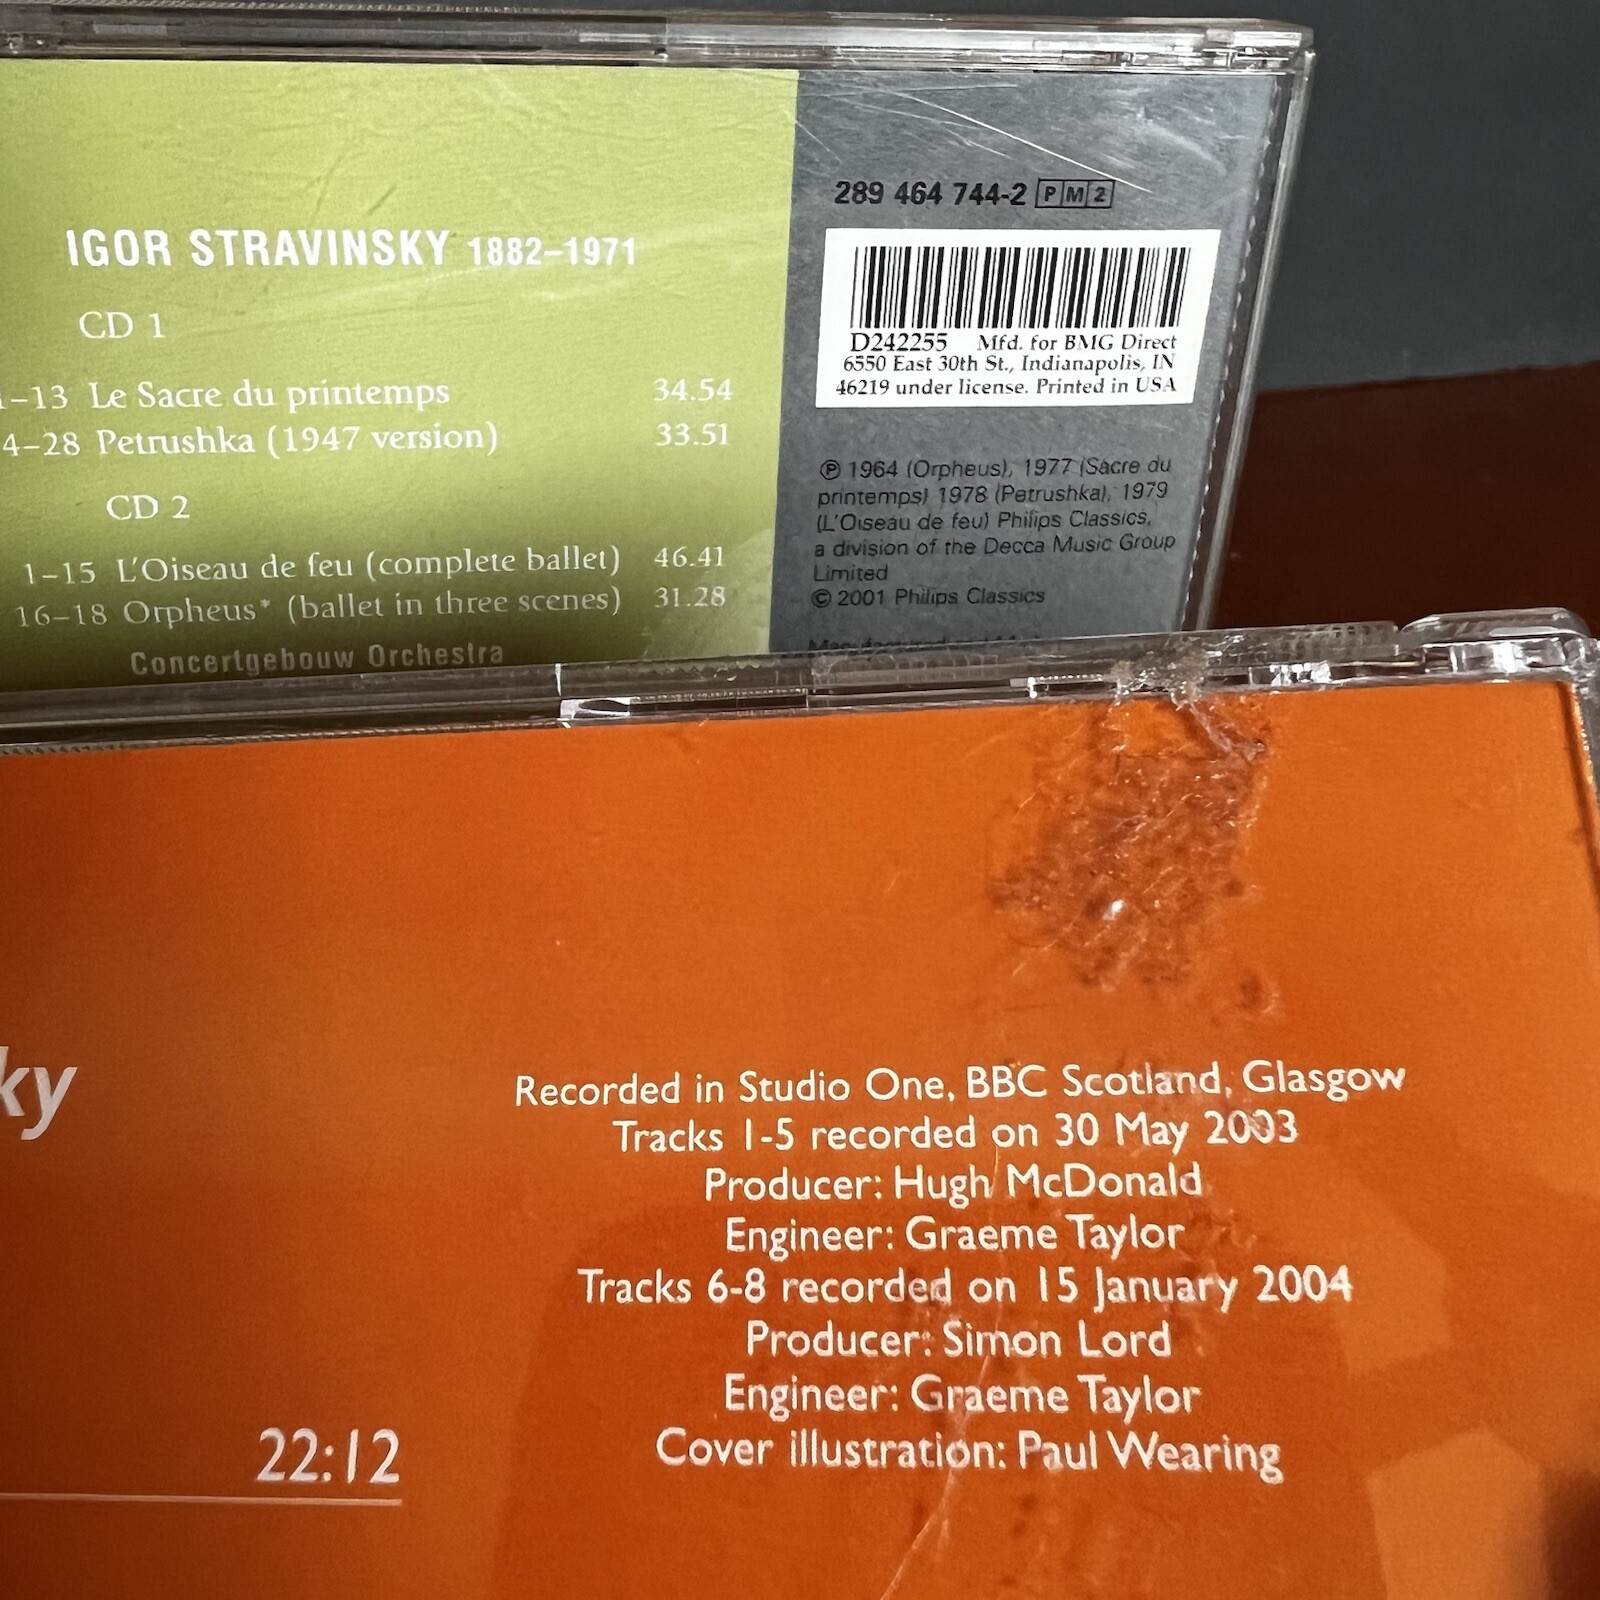 IGOR STRAVINSKY 1882–1971
CD 1
1–13 Le Sacre du printemps 34.54
4–28 Petrushka (1947 version) 33.51
CD 2
1–15 L'Oiseau de feu (complete ballet) 46.41
16–18 Orpheus* (ballet in three scenes) 31.28
Concertgebouw Orchestra
289 464 744-2 PM2
D242255 Mfd. for BMG Direct
6550 East 30th St., Indianapolis, IN
46219 under license. Printed in USA
℗ 1964 (Orpheus), 1977 (Sacre du
printemps) 1978 (Petrushka), 1979
(L'Oiseau de feu) Philips Classics,
a division of the Decca Music Group
Limited
© 2001 Philips Classics
ky
22:12
Recorded in Studio One, BBC Scotland, Glasgow
Tracks 1-5 recorded on 30 May 2003
Producer: Hugh McDonald
Engineer: Graeme Taylor
Tracks 6-8 recorded on 15 January 2004
Producer: Simon Lord
Engineer: Graeme Taylor
Cover illustration: Paul Wearing